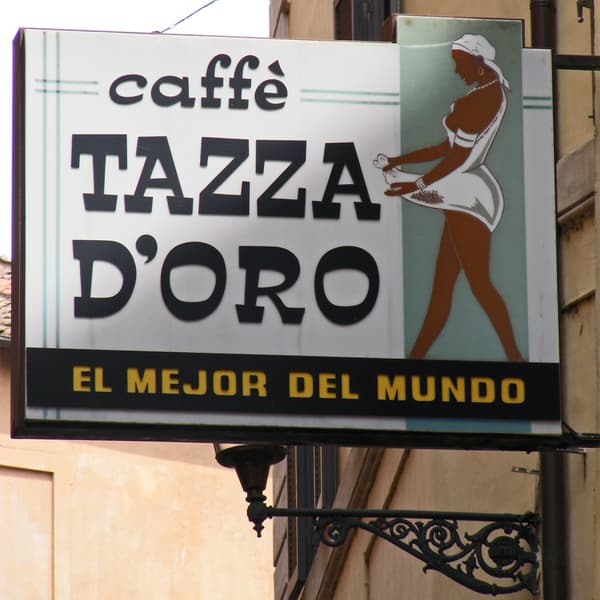 caffè
TAZZA
D'ORO
EL MEJOR DEL MUNDO